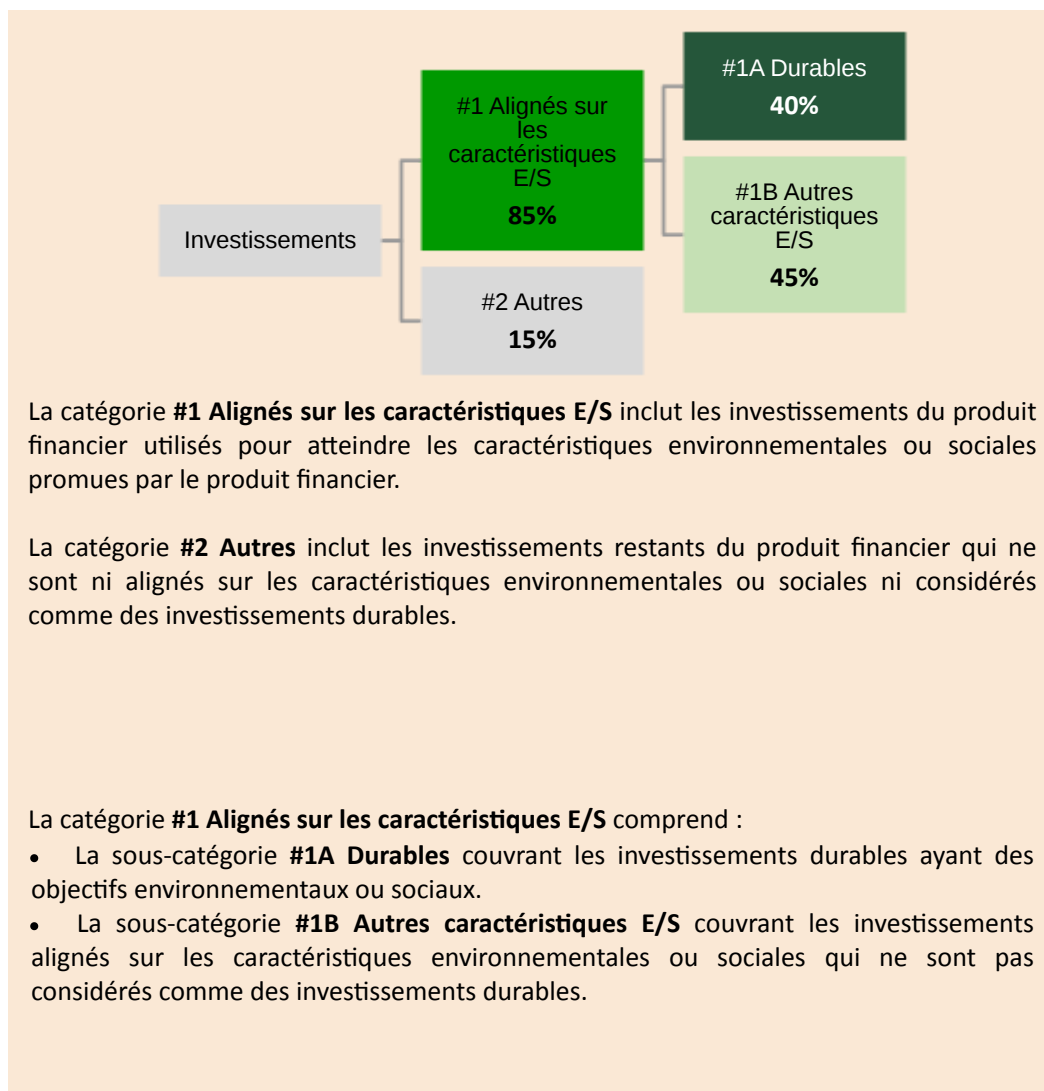 #1A Durables
40%
#1 Alignés sur
les
caractéristiques
E/S
85%
#1B Autres
caractéristiques
E/S
45%
Investissements
#2 Autres
15%
La catégorie #1 Alignés sur les caractéristiques E/S inclut les investissements du produit
financier utilisés pour atteindre les caractéristiques environnementales ou sociales
promues par le produit financier.
La catégorie #2 Autres inclut les investissements restants du produit financier qui ne
sont ni alignés sur les caractéristiques environnementales ou sociales ni considérés
comme des investissements durables.
La catégorie #1 Alignés sur les caractéristiques E/S comprend :
• La sous-catégorie #1A Durables couvrant les investissements durables ayant des
objectifs environnementaux ou sociaux.
• La sous-catégorie #1B Autres caractéristiques E/S couvrant les investissements
alignés sur les caractéristiques environnementales ou sociales qui ne sont pas
considérés comme des investissements durables.